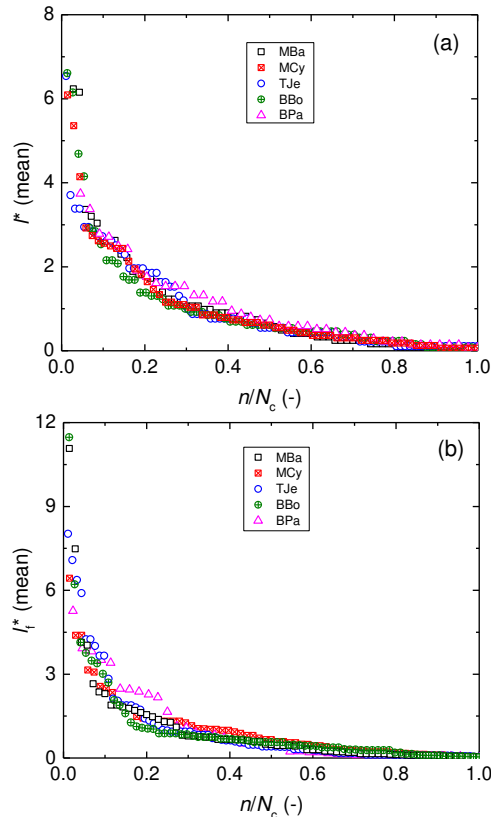 8
(a)
MBa
MCy
TJe
BBo
BPa
6
4
2
0
I* (mean)
0.0 0.2 0.4 0.6 0.8 1.0
n/Nc (-)
12
(b)
MBa
MCy
TJe
BBo
BPa
9
6
3
0
If* (mean)
0.0 0.2 0.4 0.6 0.8 1.0
n/Nc (-)